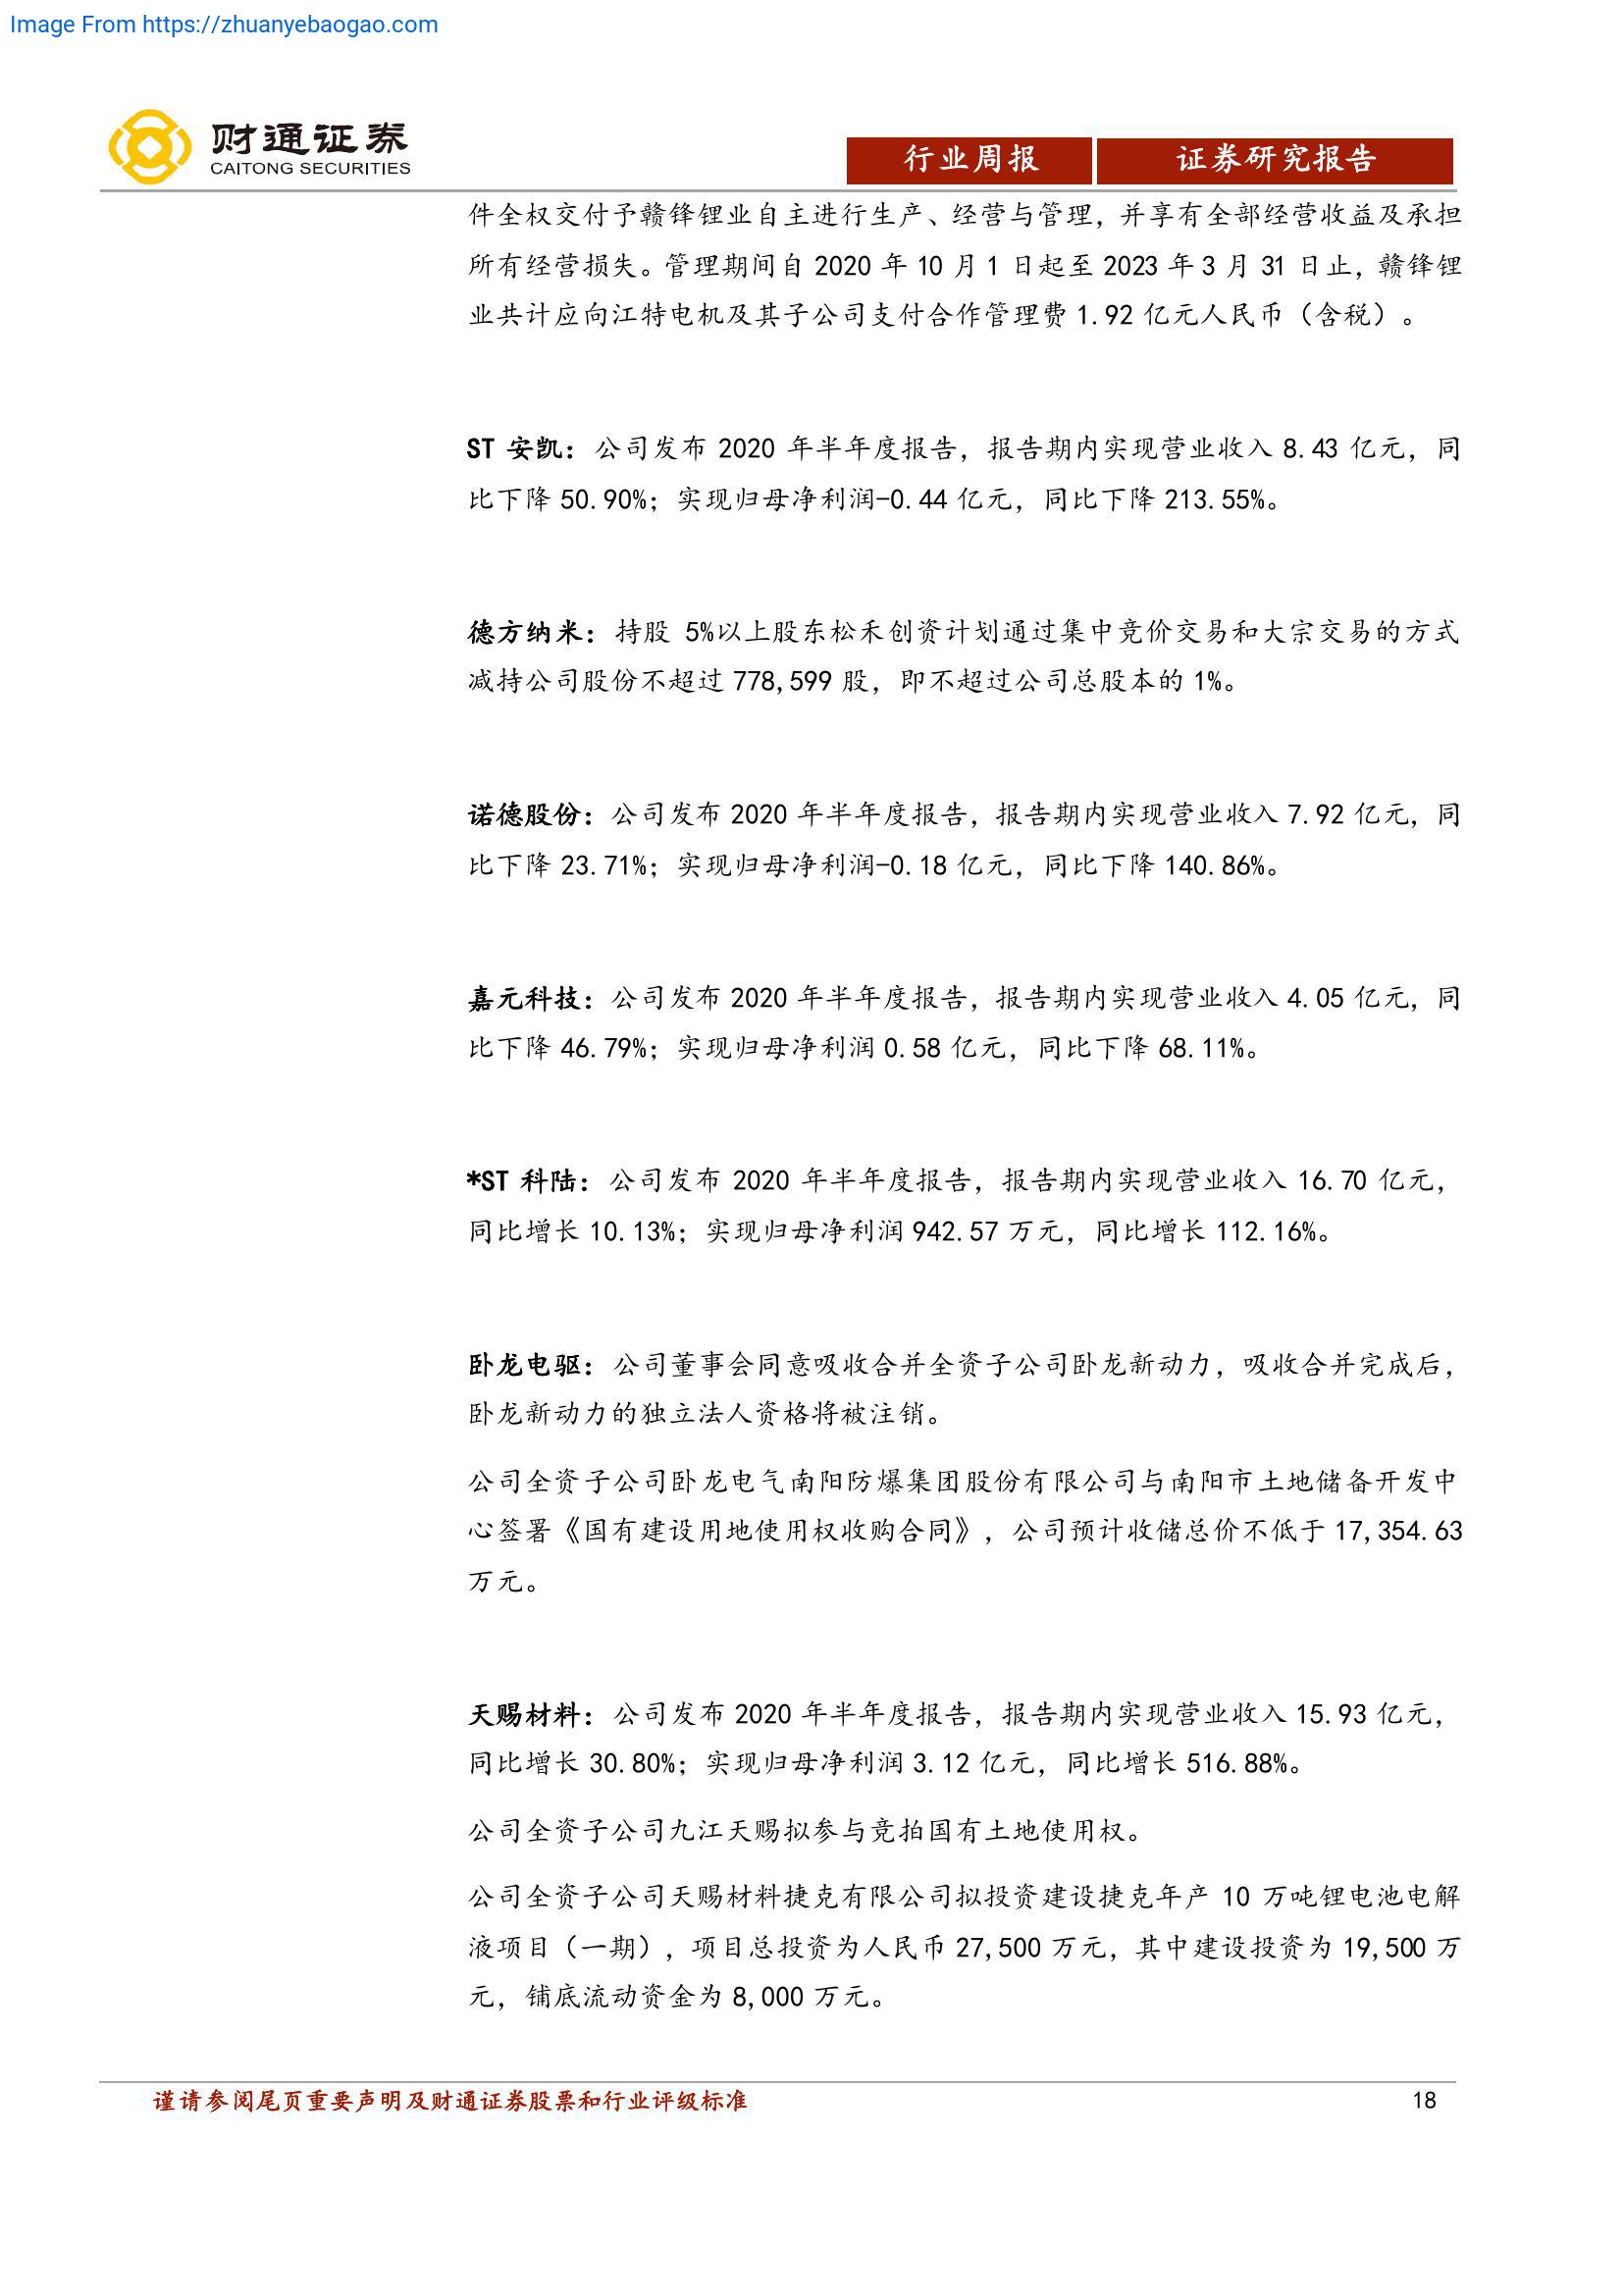 Image From https://zhuanyebaogao.com
财通证券
CAITONG SECURITIES
行业周报
证券研究报告
件全权交付予赣锋锂业自主进行生产、经营与管理，并享有全部经营收益及承担
所有经营损失。管理期间自 2020 年 10 月 1 日起至 2023 年 3 月 31 日止，赣锋锂
业共计应向江特电机及其子公司支付合作管理费 1.92 亿元人民币（含税）。
ST 安凯：公司发布 2020 年半年度报告，报告期内实现营业收入 8.43 亿元，同
比下降 50.90%；实现归母净利润-0.44 亿元，同比下降 213.55%。
德方纳米：持股 5%以上股东松禾创资计划通过集中竞价交易和大宗交易的方式
减持公司股份不超过 778,599 股，即不超过公司总股本的 1%。
诺德股份：公司发布 2020 年半年度报告，报告期内实现营业收入 7.92 亿元，同
比下降 23.71%；实现归母净利润-0.18 亿元，同比下降 140.86%。
嘉元科技：公司发布 2020 年半年度报告，报告期内实现营业收入 4.05 亿元，同
比下降 46.79%；实现归母净利润 0.58 亿元，同比下降 68.11%。
*ST 科陆：公司发布 2020 年半年度报告，报告期内实现营业收入 16.70 亿元，
同比增长 10.13%；实现归母净利润 942.57 万元，同比增长 112.16%。
卧龙电驱：公司董事会同意吸收合并全资子公司卧龙新动力，吸收合并完成后，
卧龙新动力的独立法人资格将被注销。
公司全资子公司卧龙电气南阳防爆集团股份有限公司与南阳市土地储备开发中
心签署《国有建设用地使用权收购合同》，公司预计收储总价不低于 17,354.63
万元。
天赐材料：公司发布 2020 年半年度报告，报告期内实现营业收入 15.93 亿元，
同比增长 30.80%；实现归母净利润 3.12 亿元，同比增长 516.88%。
公司全资子公司九江天赐拟参与竞拍国有土地使用权。
公司全资子公司天赐材料捷克有限公司拟投资建设捷克年产 10 万吨锂电池电解
液项目（一期），项目总投资为人民币 27,500 万元，其中建设投资为 19,500 万
元，铺底流动资金为 8,000 万元。
谨请参阅尾页重要声明及财通证券股票和行业评级标准
18